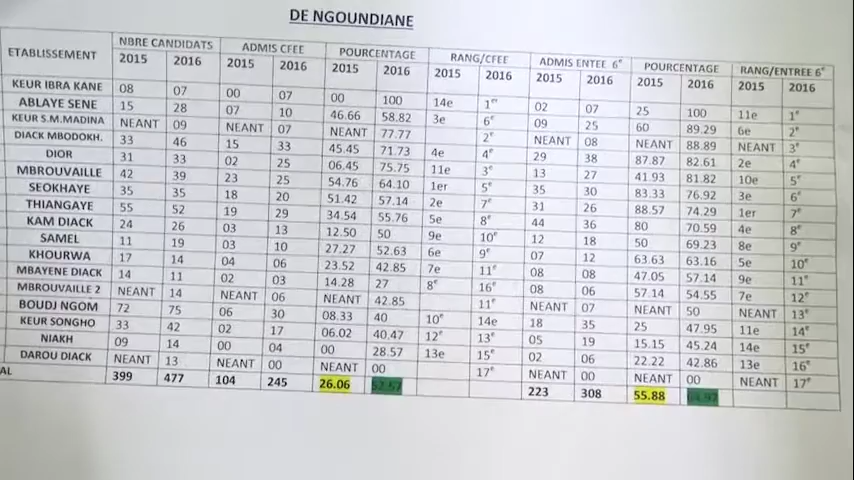 DE NGOUNDIANE
ETABLISSEMENT NBRE CANDIDATS ADMIS CFEE POURCENTAGE RANG/CFEE ADMIS ENTEE 6e POURCENTAGE RANG/ENTREE 6e
2015 2016 2015 2016 2015 2016 2015 2016 2015 2016 2015 2016 2015 2016
KEUR IBRA KANE 08 07 00 07 00 100 14e 1er 02 07 25 100 11e 1e
ABLAYE SENE 15 28 07 10 46.66 58.82 3e 6e 09 25 60 89.29 6e 2e
KEUR S.M.MADINA NEANT 09 NEANT 07 NEANT 77.77 2e NEANT 08 NEANT 88.89 NEANT 3e
DIACK MBODOKH. 33 46 15 33 45.45 71.73 4e 4e 29 38 87.87 82.61 2e 4e
DIOR 31 33 02 25 06.45 75.75 11e 3e 13 27 41.93 81.82 10e 5e
MBROUVAILLE 42 39 23 25 54.76 64.10 1er 5e 35 30 83.33 76.92 3e 6e
SEOKHAYE 35 35 18 20 51.42 57.14 2e 7e 31 26 88.57 74.29 1er 7e
THIANGAYE 55 52 19 29 34.54 55.76 5e 8e 44 36 80 70.59 4e 8e
KAM DIACK 24 26 03 13 12.50 50 9e 10e 12 18 50 69.23 8e 9e
SAMEL 11 19 03 10 27.27 52.63 6e 9e 07 12 63.63 63.16 5e 10e
KHOURWA 17 14 04 06 23.52 42.85 7e 11e 08 08 47.05 57.14 9e 11e
MBAYENE DIACK 14 11 02 03 14.28 27 8e 16e 08 06 57.14 54.55 7e 12e
MBROUVAILLE 2 NEANT 14 NEANT 06 NEANT 42.85 11e NEANT 07 NEANT 50 NEANT 13e
BOUDJ NGOM 72 75 06 30 08.33 40 10e 14e 18 35 25 47.95 11e 14e
KEUR SONGHO 33 42 02 17 06.02 40.47 12e 13e 05 19 15.15 45.24 14e 15e
NIAKH 09 14 00 04 00 28.57 13e 15e 02 06 22.22 42.86 13e 16e
DAROU DIACK NEANT 13 NEANT 00 NEANT 00 17e NEANT 00 NEANT 00 NEANT 17e
AL 399 477 104 245 26.06 223 308 55.88